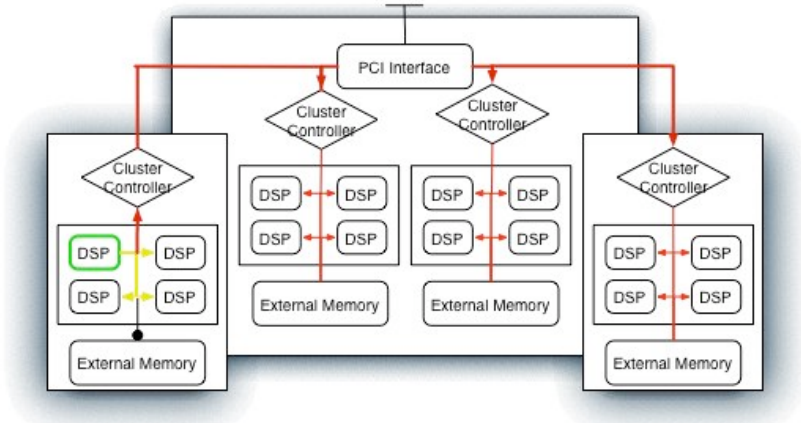 PCI Interface
Cluster
Controller
Cluster
Controller
Cluster
Controller
Cluster
Controller
DSP DSP
DSP DSP
External Memory
DSP DSP
DSP DSP
External Memory
DSP DSP
DSP DSP
External Memory
DSP DSP
DSP DSP
External Memory